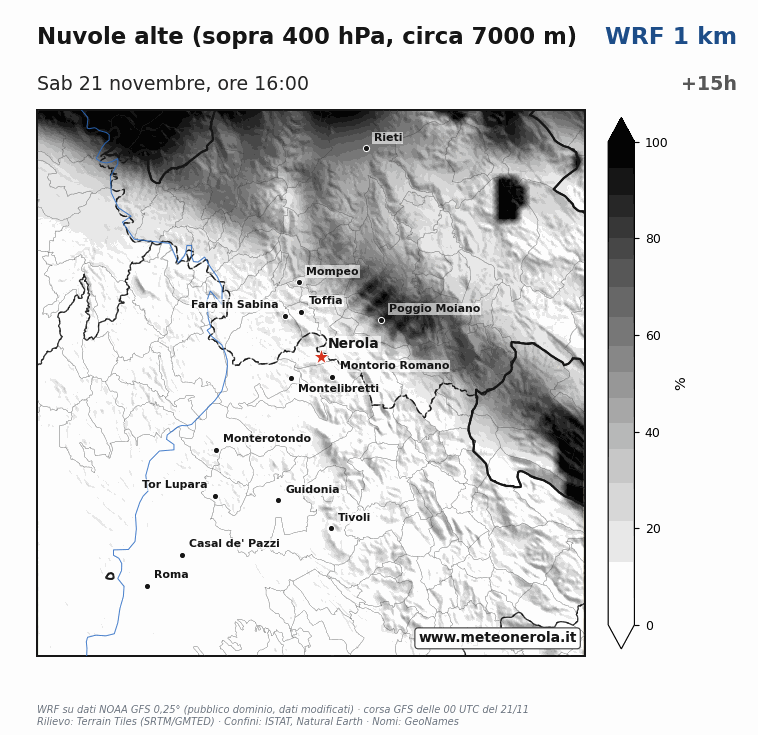 Nuvole alte (sopra 400 hPa, circa 7000 m) WRF 1 km
Sab 21 novembre, ore 16:00 +15h
Rieti
Mompeo
Toffia
Fara in Sabina
Poggio Moiano
Nerola
Montorio Romano
Montelibretti
Monterotondo
Tor Lupara
Guidonia
Tivoli
Casal de' Pazzi
Roma
www.meteonerola.it
100
80
60
40
20
0
%
WRF su dati NOAA GFS 0,25° (pubblico dominio, dati modificati) · corsa GFS delle 00 UTC del 21/11
Rilievo: Terrain Tiles (SRTM/GMTED) · Confini: ISTAT, Natural Earth · Nomi: GeoNames